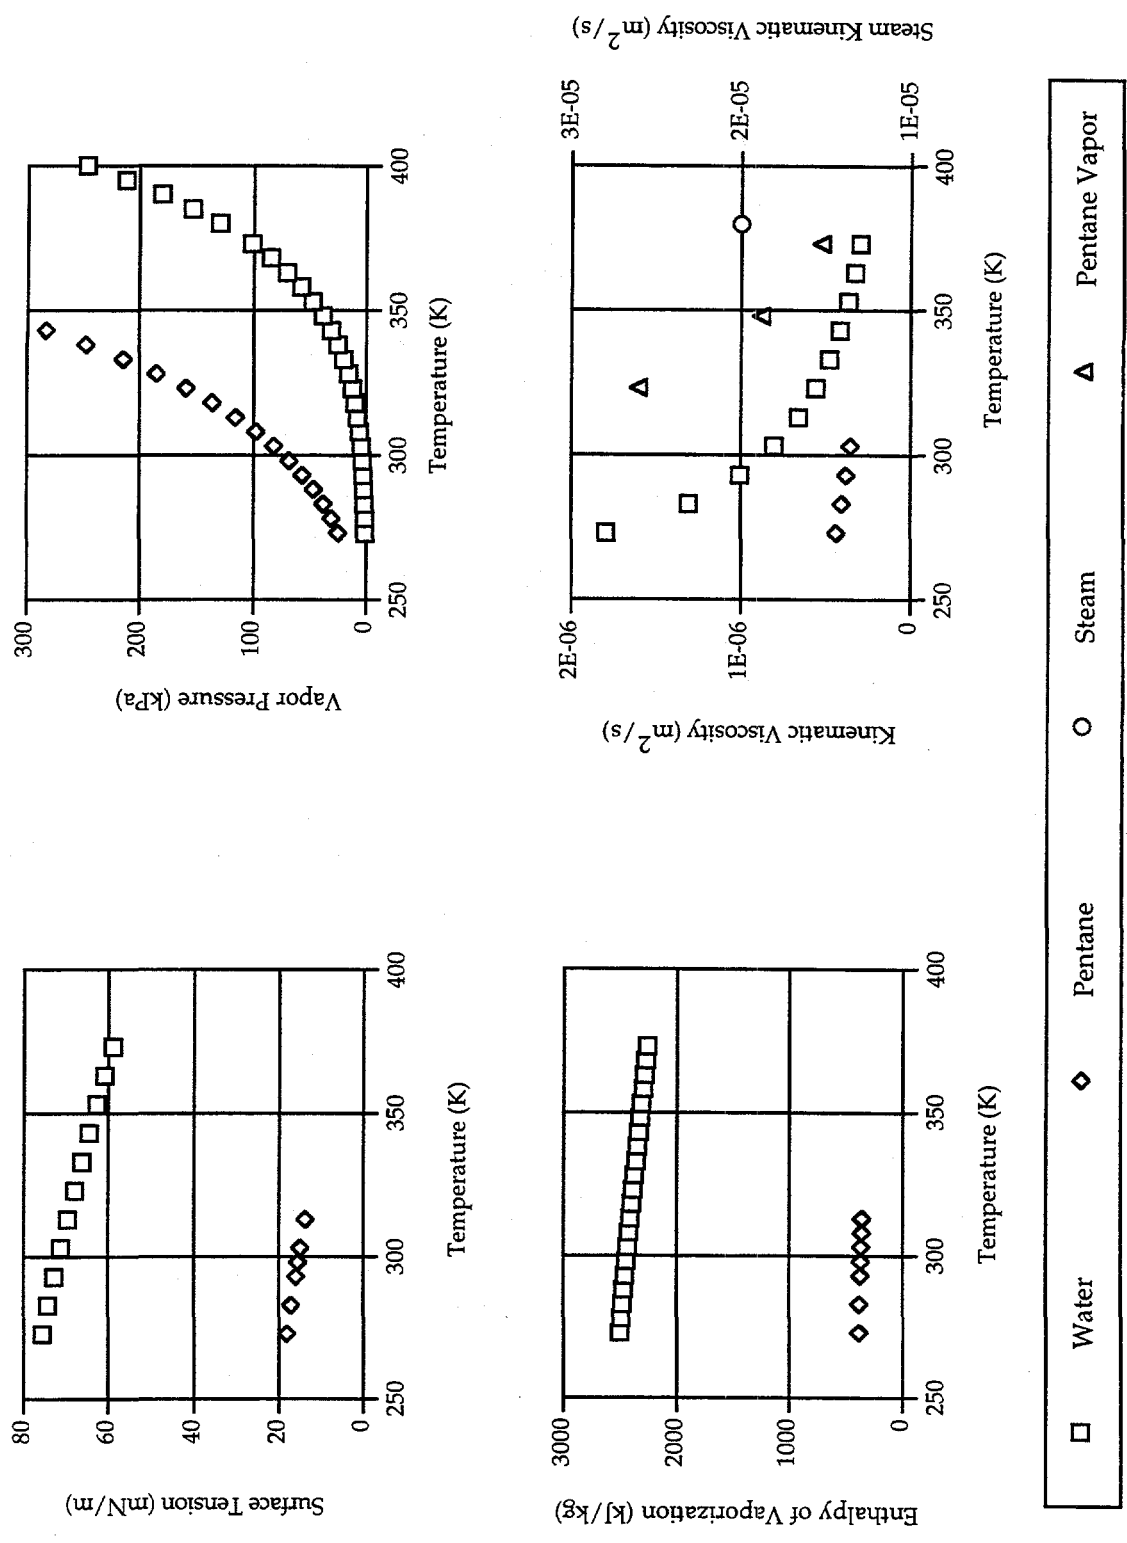 Surface Tension (mN/m)
80
60
40
20
0
250
300
350
400
Temperature (K)
Vapor Pressure (kPa)
300
200
100
0
250
300
350
400
Temperature (K)
Enthalpy of Vaporization (kJ/kg)
3000
2000
1000
0
250
300
350
400
Temperature (K)
Kinematic Viscosity (m²/s)
2E-06
1E-06
0
250
300
350
400
Temperature (K)
3E-05
2E-05
1E-05
Steam Kinematic Viscosity (m²/s)
Water
Pentane
Steam
Pentane Vapor